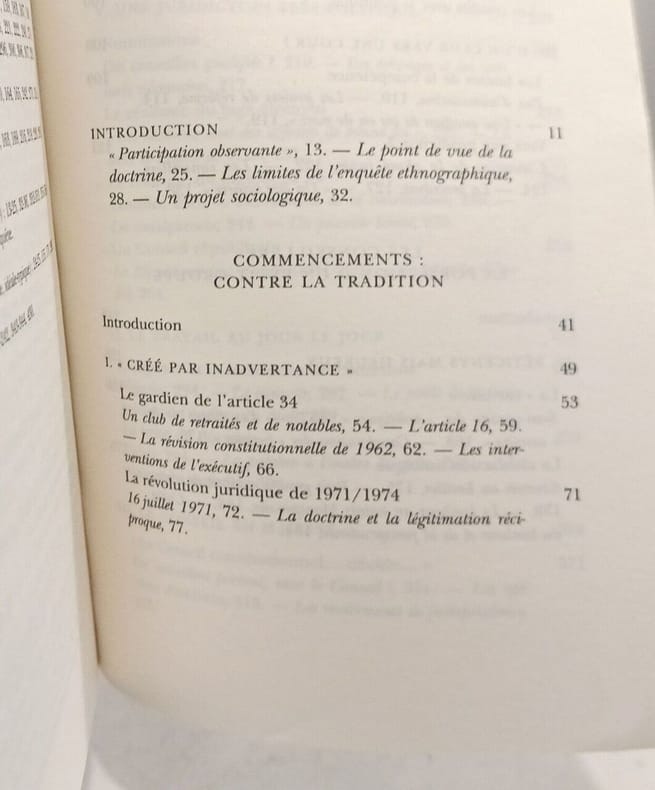 INTRODUCTION 11
« Participation observante », 13. — Le point de vue de la
doctrine, 25. — Les limites de l'enquête ethnographique,
28. — Un projet sociologique, 32.
COMMENCEMENTS :
CONTRE LA TRADITION
Introduction 41
1. « CRÉÉ PAR INADVERTANCE » 49
Le gardien de l'article 34 53
Un club de retraités et de notables, 54. — L'article 16, 59.
— La révision constitutionnelle de 1962, 62. — Les inter-
ventions de l'exécutif, 66.
La révolution juridique de 1971/1974 71
16 juillet 1971, 72. — La doctrine et la légitimation réci-
proque, 77.